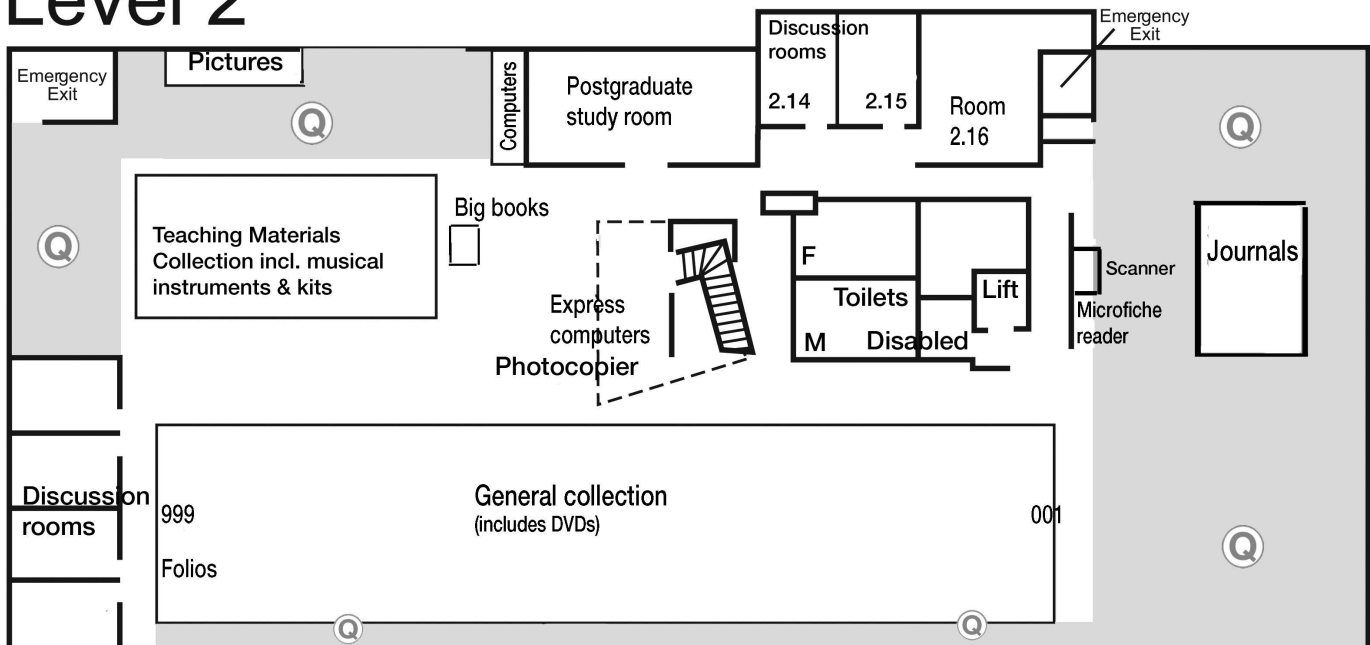 Level 2
Emergency
Exit
Pictures
Q
Computers
Postgraduate
study room
Discussion
rooms
2.14
2.15
Room
2.16
Emergency
Exit
Q
Q
Teaching Materials
Collection incl. musical
instruments & kits
Big books
Express
computers
Photocopier
F
Toilets
M
Disabled
Lift
Scanner
Microfiche
reader
Journals
Discussion
rooms
999
Folios
General collection
(includes DVDs)
001
Q
Q
Q